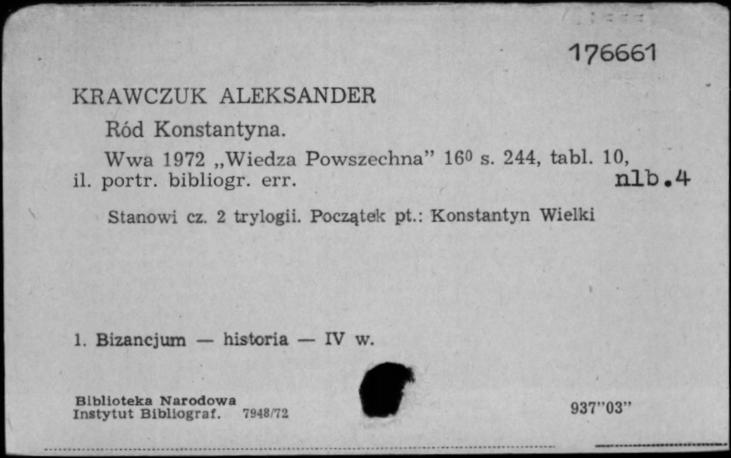 176661
KRAWCZUK ALEKSANDER
Ród Konstantyna.
Wwa 1972 „Wiedza Powszechna” 16⁰ s. 244, tabl. 10,
il. portr. bibliogr. err. nlb.4
Stanowi cz. 2 trylogii. Początek pt.: Konstantyn Wielki
1. Bizancjum — historia — IV w.
Biblioteka Narodowa
Instytut Bibliograf. 7948/72 937”03”